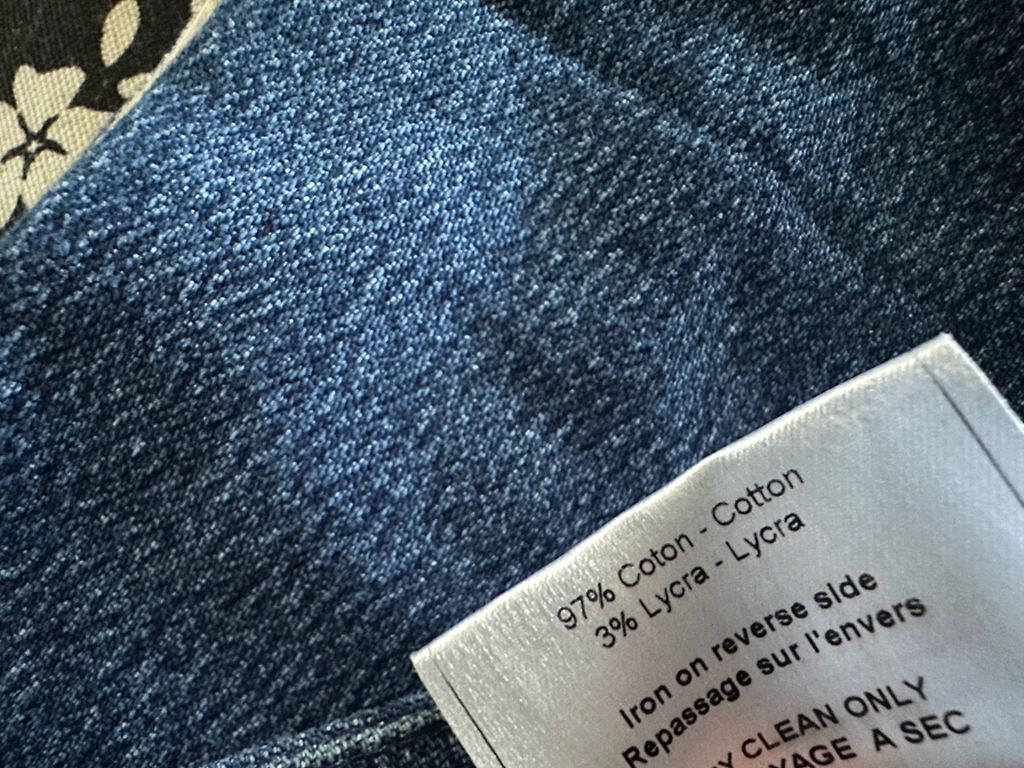 97% Coton - Cotton
3% Lycra - Lycra
Iron on reverse side
Repassage sur l'envers
CLEAN ONLY
A SEC